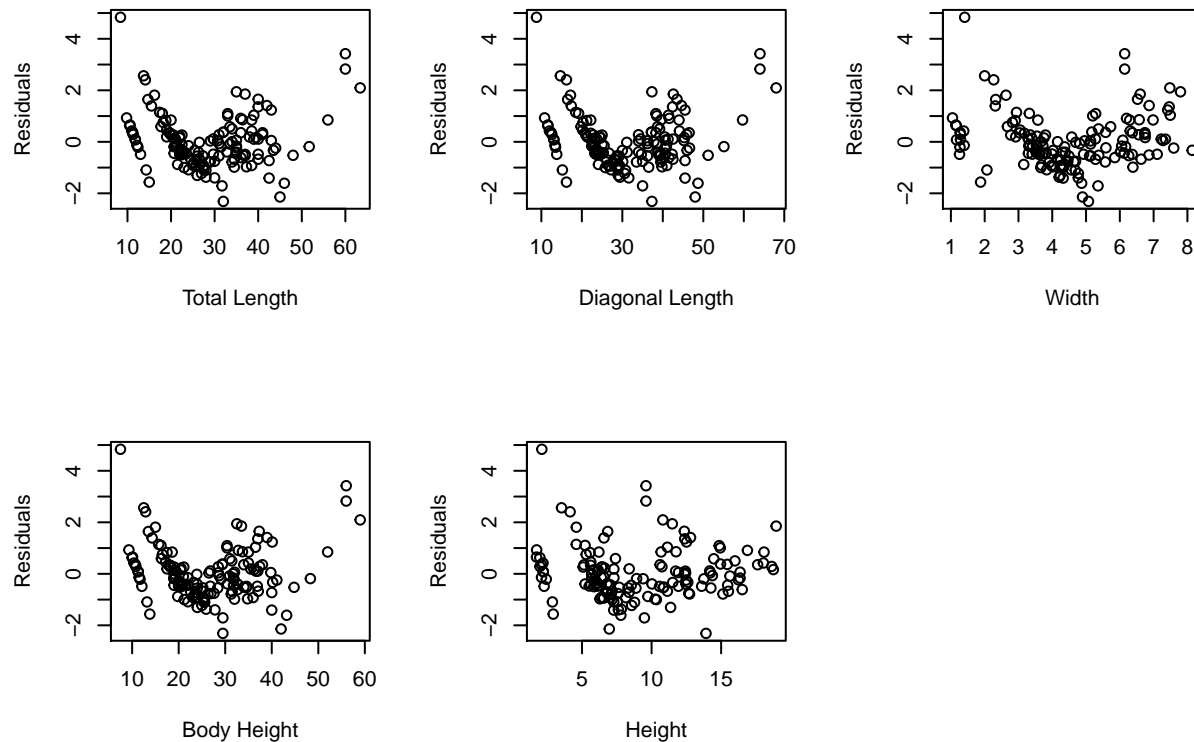 Residuals
−2 0 2 4
10 20 30 40 50 60
Total Length
Residuals
−2 0 2 4
10 30 50 70
Diagonal Length
Residuals
−2 0 2 4
1 2 3 4 5 6 7 8
Width
Residuals
−2 0 2 4
10 20 30 40 50 60
Body Height
Residuals
−2 0 2 4
5 10 15
Height